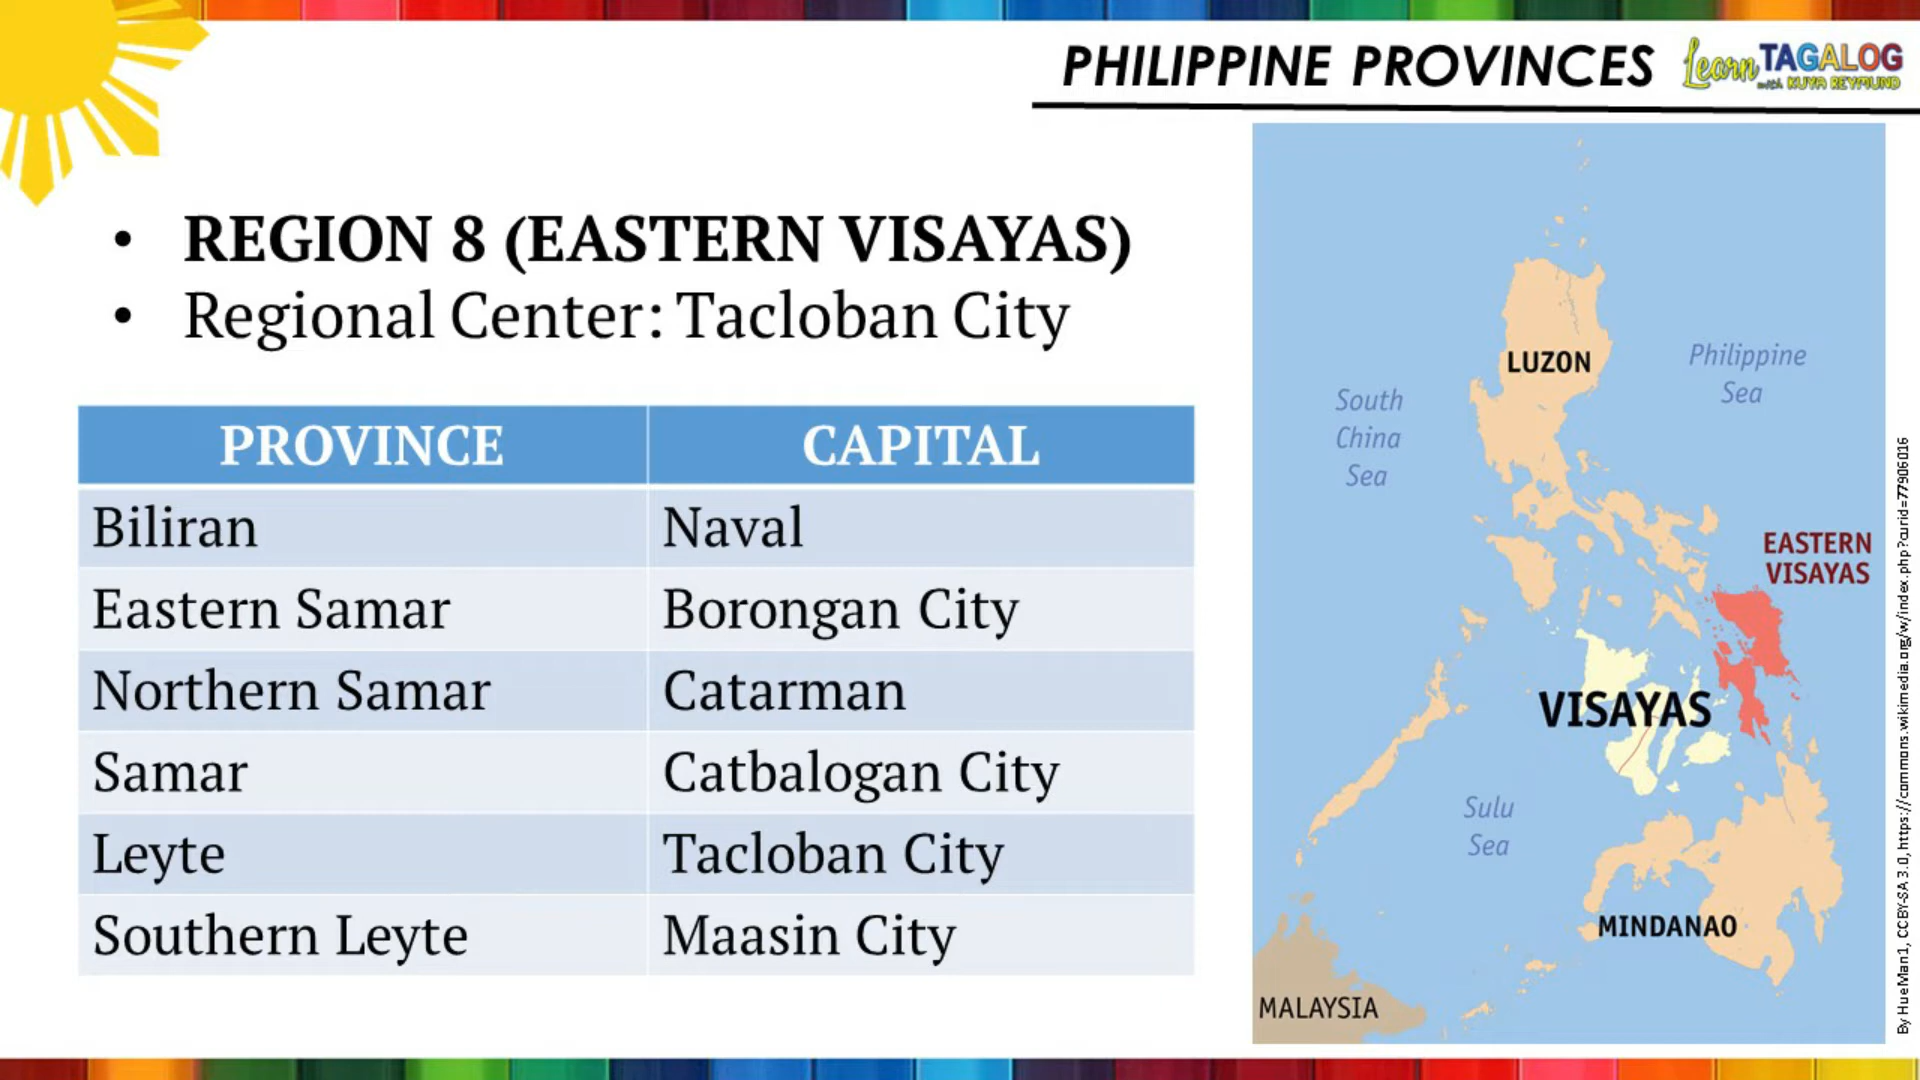 PHILIPPINE PROVINCES
Learn TAGALOG
with KUYA REYMUND
• REGION 8 (EASTERN VISAYAS)
• Regional Center: Tacloban City
PROVINCE CAPITAL
Biliran Naval
Eastern Samar Borongan City
Northern Samar Catarman
Samar Catbalogan City
Leyte Tacloban City
Southern Leyte Maasin City
LUZON
Philippine
Sea
South
China
Sea
EASTERN
VISAYAS
VISAYAS
Sulu
Sea
MINDANAO
MALAYSIA
By HueMan1, CC BY-SA 3.0, https://commons.wikimedia.org/w/index.php?curid=77906016